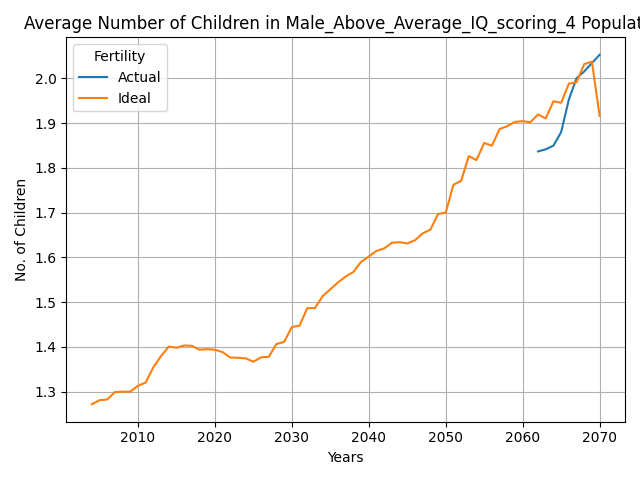 Average Number of Children in Male_Above_Average_IQ_scoring_4 Populat
Fertility
Actual
Ideal
No. of Children
2.0
1.9
1.8
1.7
1.6
1.5
1.4
1.3
2010 2020 2030 2040 2050 2060 2070
Years